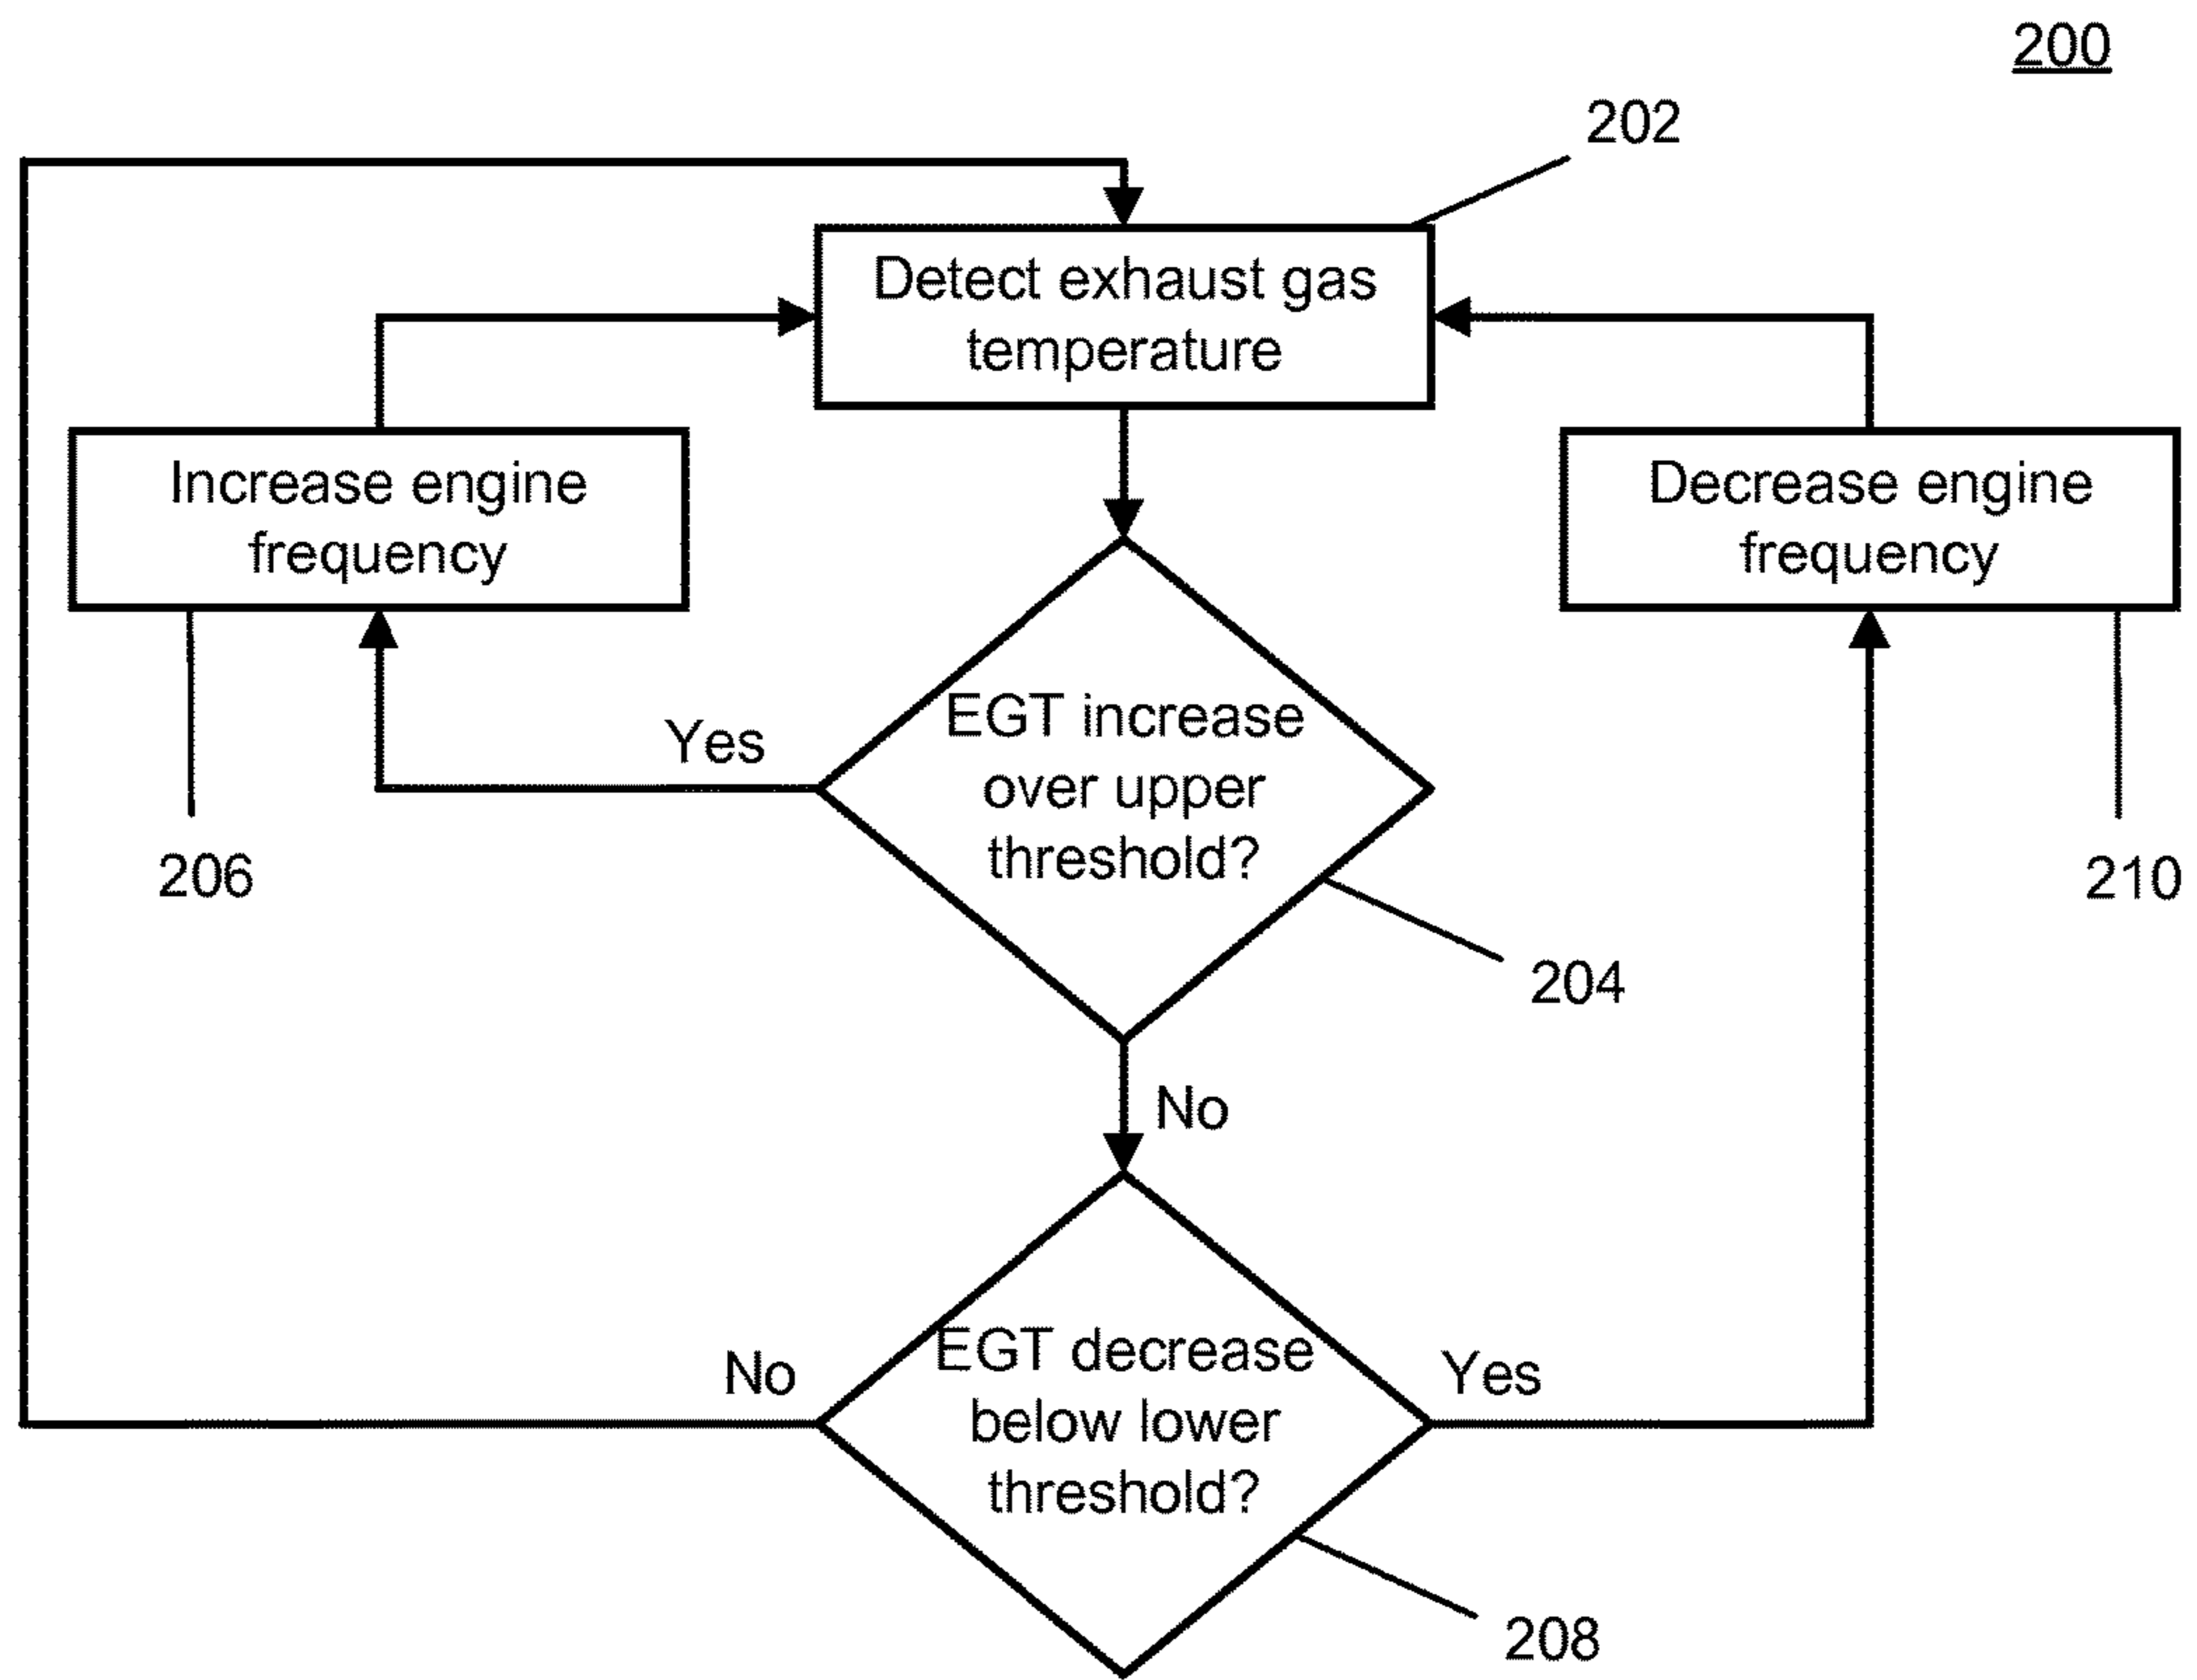 200
202
Detect exhaust gas
temperature
Increase engine
frequency
Decrease engine
frequency
EGT increase
over upper
threshold?
Yes
206
210
204
No
EGT decrease
below lower
threshold?
No
Yes
208